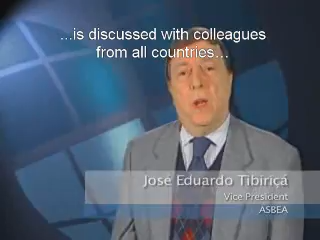 ...is discussed with colleagues
from all countries...
José Eduardo Tibiriçá
Vice President
ASBEA